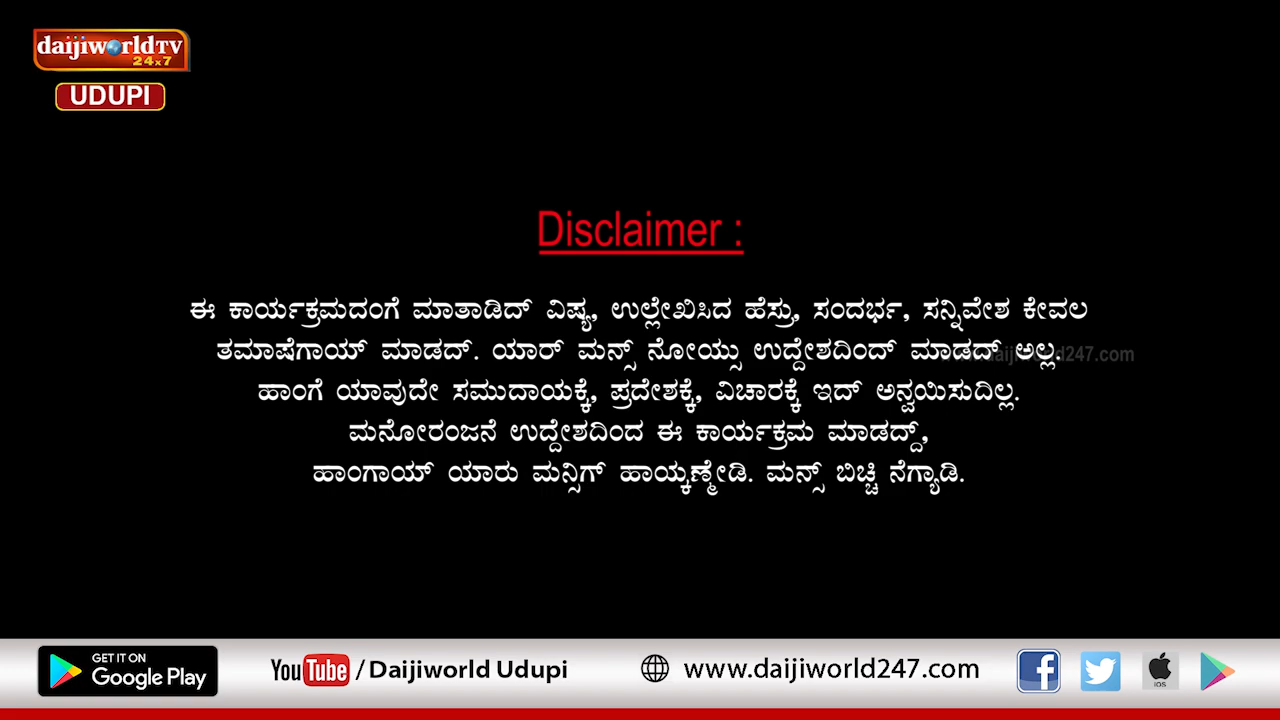 daijiworldTV
24x7
UDUPI
Disclaimer :
ಈ ಕಾರ್ಯಕ್ರಮದಂಗೆ ಮಾತಾಡಿದ್ ವಿಷ್ಯ, ಉಲ್ಲೇಖಿಸಿದ ಹೆಸ್ರು, ಸಂದರ್ಭ, ಸನ್ನಿವೇಶ ಕೇವಲ
ತಮಾಷೆಗಾಯ್ ಮಾಡದ್. ಯಾರ್ ಮನ್ಸ್ ನೋಯ್ಸು ಉದ್ದೇಶದಿಂದ್ ಮಾಡದ್ ಅಲ್ಲ.
ಹಾಂಗೆ ಯಾವುದೇ ಸಮುದಾಯಕ್ಕೆ, ಪ್ರದೇಶಕ್ಕೆ, ವಿಚಾರಕ್ಕೆ ಇದ್ ಅನ್ವಯಿಸುದಿಲ್ಲ.
ಮನೋರಂಜನೆ ಉದ್ದೇಶದಿಂದ ಈ ಕಾರ್ಯಕ್ರಮ ಮಾಡದ್ದ್,
ಹಾಂಗಾಯ್ ಯಾರು ಮನ್ಸಿಗ್ ಹಾಯ್ಕಣ್ಮೇಡಿ. ಮನ್ಸ್ ಬಿಚ್ಚಿ ನೆಗ್ಯಾಡಿ.
GET IT ON
Google Play
YouTube / Daijiworld Udupi
www.daijiworld247.com
iOS